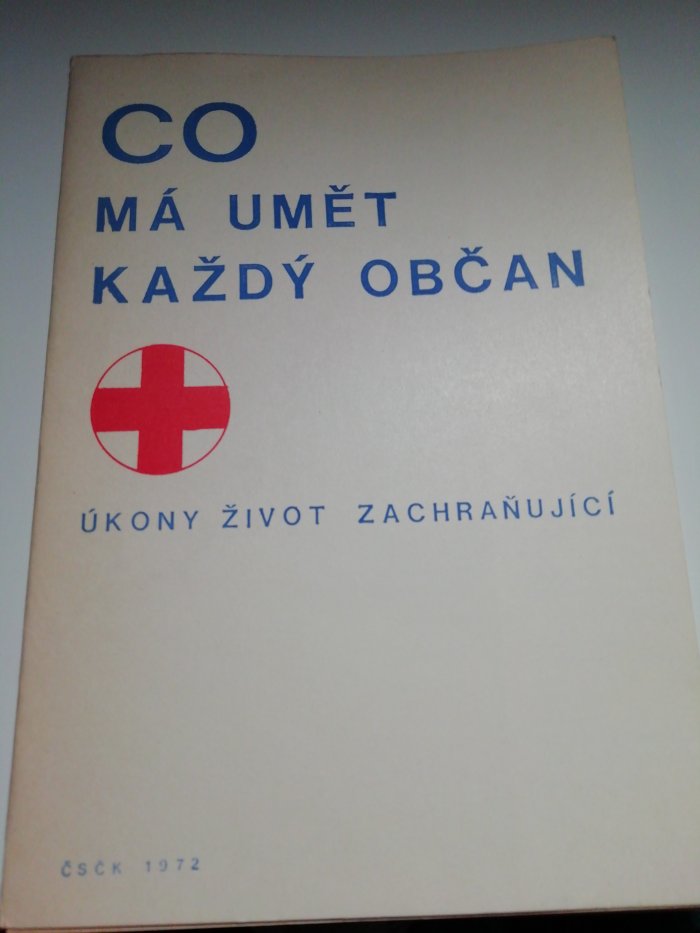 CO
MÁ UMĚT
KAŽDÝ OBČAN
ÚKONY ŽIVOT ZACHRAŇUJÍCÍ
ČSČK 1972